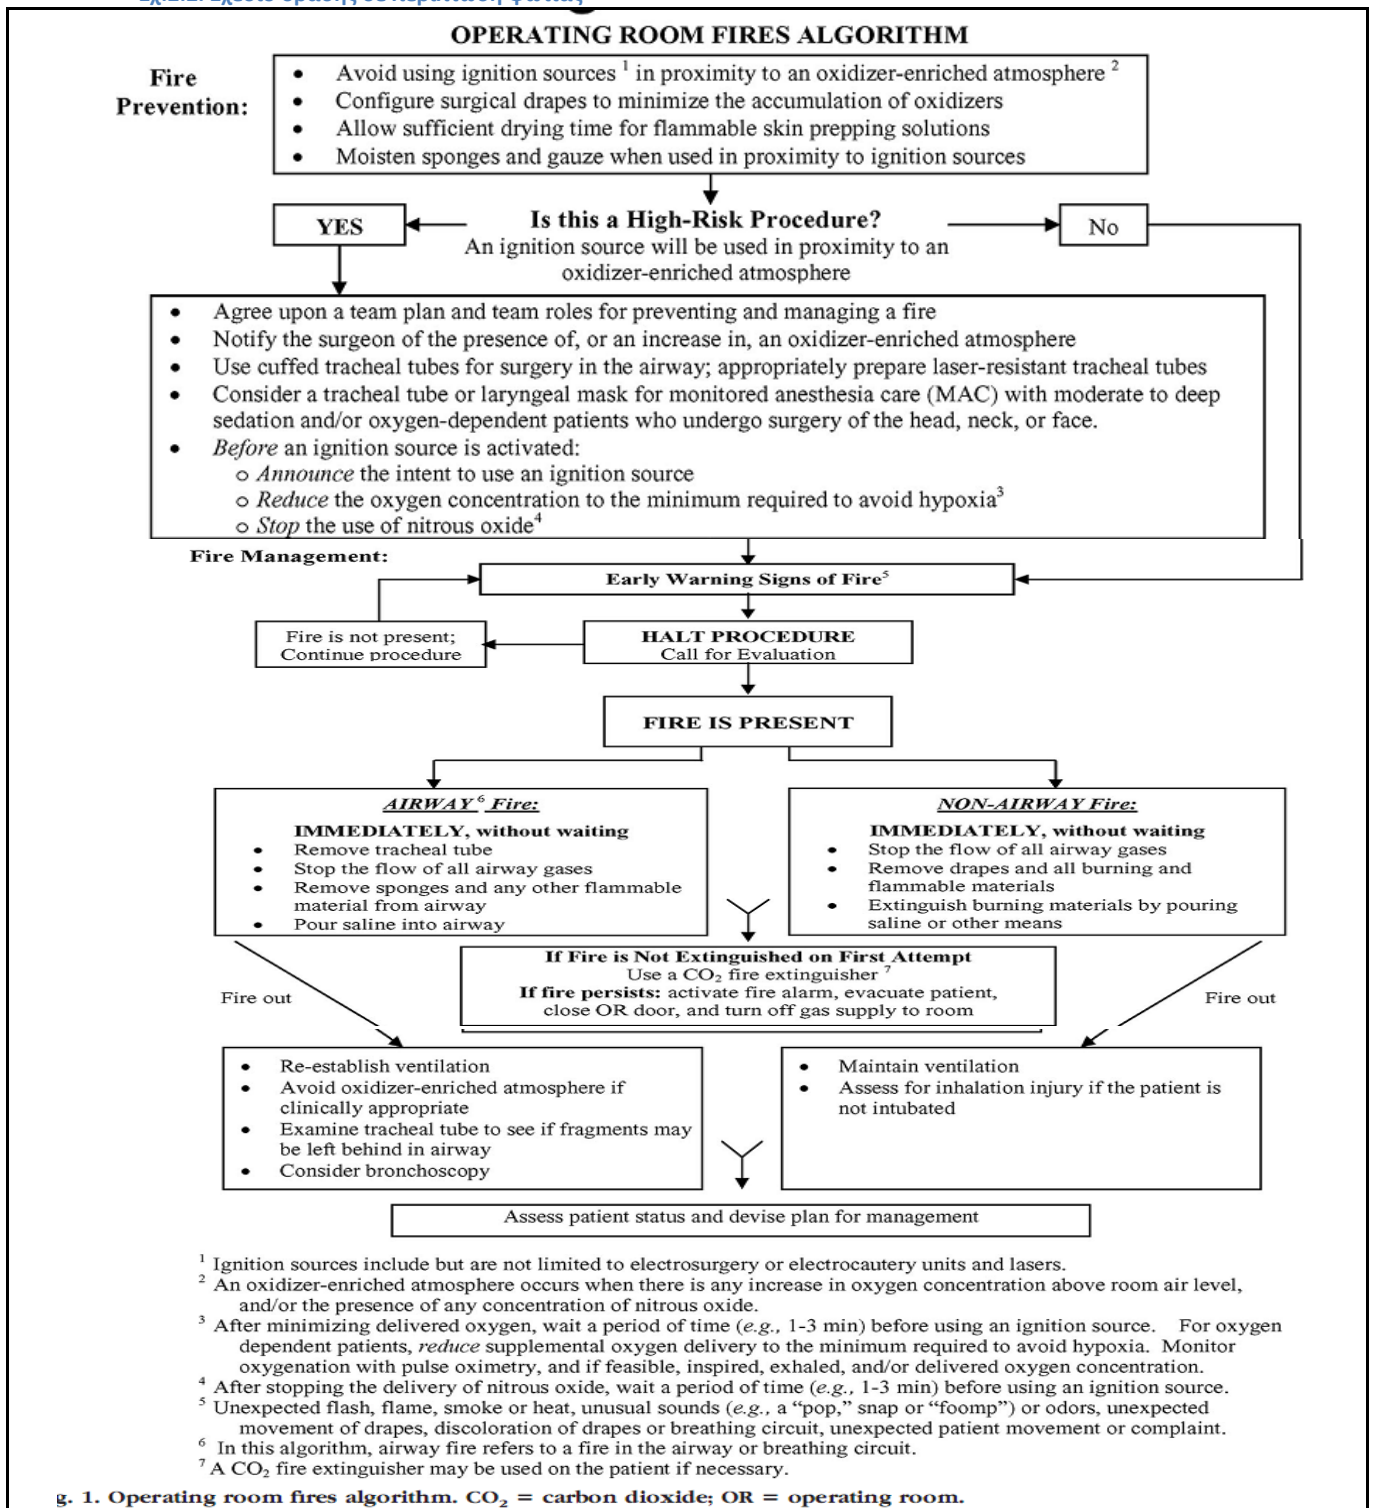 OPERATING ROOM FIRES ALGORITHM
Fire
Prevention:
• Avoid using ignition sources ¹ in proximity to an oxidizer-enriched atmosphere ²
• Configure surgical drapes to minimize the accumulation of oxidizers
• Allow sufficient drying time for flammable skin prepping solutions
• Moisten sponges and gauze when used in proximity to ignition sources
YES
Is this a High-Risk Procedure?
An ignition source will be used in proximity to an
oxidizer-enriched atmosphere
No
• Agree upon a team plan and team roles for preventing and managing a fire
• Notify the surgeon of the presence of, or an increase in, an oxidizer-enriched atmosphere
• Use cuffed tracheal tubes for surgery in the airway; appropriately prepare laser-resistant tracheal tubes
• Consider a tracheal tube or laryngeal mask for monitored anesthesia care (MAC) with moderate to deep
sedation and/or oxygen-dependent patients who undergo surgery of the head, neck, or face.
• Before an ignition source is activated:
o Announce the intent to use an ignition source
o Reduce the oxygen concentration to the minimum required to avoid hypoxia³
o Stop the use of nitrous oxide⁴
Fire Management:
Early Warning Signs of Fire⁵
Fire is not present;
Continue procedure
HALT PROCEDURE
Call for Evaluation
FIRE IS PRESENT
AIRWAY ⁶ Fire:
IMMEDIATELY, without waiting
• Remove tracheal tube
• Stop the flow of all airway gases
• Remove sponges and any other flammable
material from airway
• Pour saline into airway
NON-AIRWAY Fire:
IMMEDIATELY, without waiting
• Stop the flow of all airway gases
• Remove drapes and all burning and
flammable materials
• Extinguish burning materials by pouring
saline or other means
If Fire is Not Extinguished on First Attempt
Use a CO₂ fire extinguisher ⁷
If fire persists: activate fire alarm, evacuate patient,
close OR door, and turn off gas supply to room
Fire out
Fire out
• Re-establish ventilation
• Avoid oxidizer-enriched atmosphere if
clinically appropriate
• Examine tracheal tube to see if fragments may
be left behind in airway
• Consider bronchoscopy
• Maintain ventilation
• Assess for inhalation injury if the patient is
not intubated
Assess patient status and devise plan for management
¹ Ignition sources include but are not limited to electrosurgery or electrocautery units and lasers.
² An oxidizer-enriched atmosphere occurs when there is any increase in oxygen concentration above room air level,
and/or the presence of any concentration of nitrous oxide.
³ After minimizing delivered oxygen, wait a period of time (e.g., 1-3 min) before using an ignition source. For oxygen
dependent patients, reduce supplemental oxygen delivery to the minimum required to avoid hypoxia. Monitor
oxygenation with pulse oximetry, and if feasible, inspired, exhaled, and/or delivered oxygen concentration.
⁴ After stopping the delivery of nitrous oxide, wait a period of time (e.g., 1-3 min) before using an ignition source.
⁵ Unexpected flash, flame, smoke or heat, unusual sounds (e.g., a “pop,” snap or “foomp”) or odors, unexpected
movement of drapes, discoloration of drapes or breathing circuit, unexpected patient movement or complaint.
⁶ In this algorithm, airway fire refers to a fire in the airway or breathing circuit.
⁷ A CO₂ fire extinguisher may be used on the patient if necessary.
g. 1. Operating room fires algorithm. CO₂ = carbon dioxide; OR = operating room.